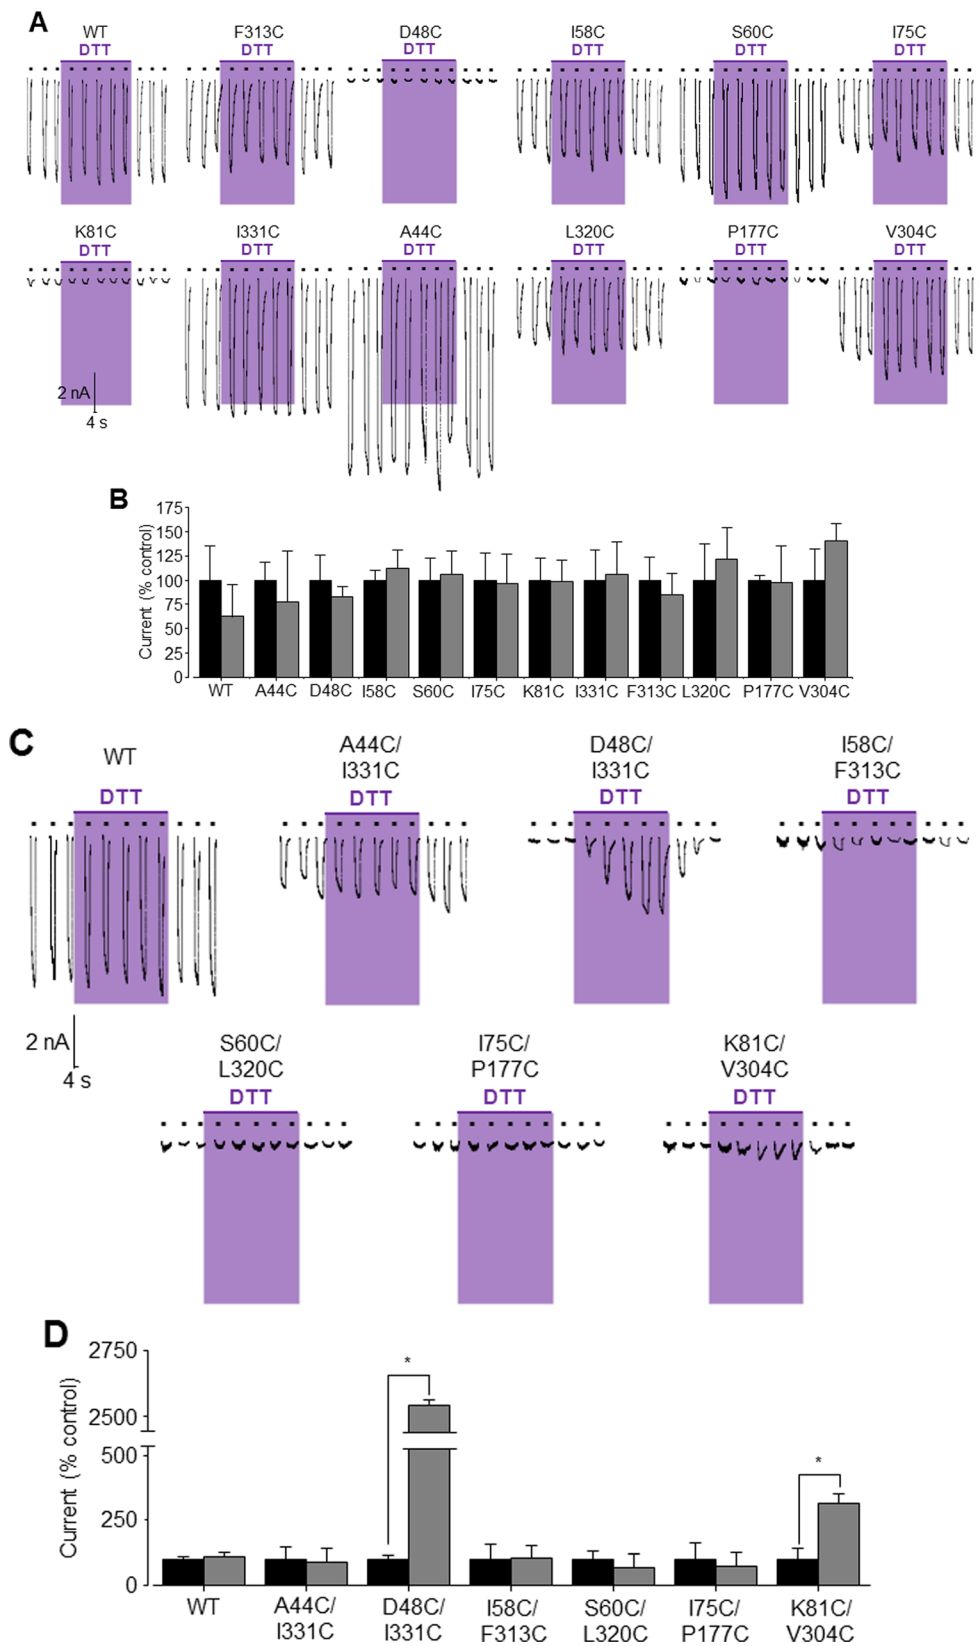 A
WT F313C D48C I58C S60C I75C
DTT DTT DTT DTT DTT DTT
K81C I331C A44C L320C P177C V304C
DTT DTT DTT DTT DTT DTT
2 nA
4 s
B
Current (% control)
175
150
125
100
75
50
25
0
WT A44C D48C I58C S60C I75C K81C I331C F313C L320C P177C V304C
C
WT
A44C/
I331C
D48C/
I331C
I58C/
F313C
DTT DTT DTT DTT
2 nA
4 s
S60C/
L320C
I75C/
P177C
K81C/
V304C
DTT DTT DTT
D
Current (% control)
2750
2500
500
250
0
*
*
WT
A44C/
I331C
D48C/
I331C
I58C/
F313C
S60C/
L320C
I75C/
P177C
K81C/
V304C